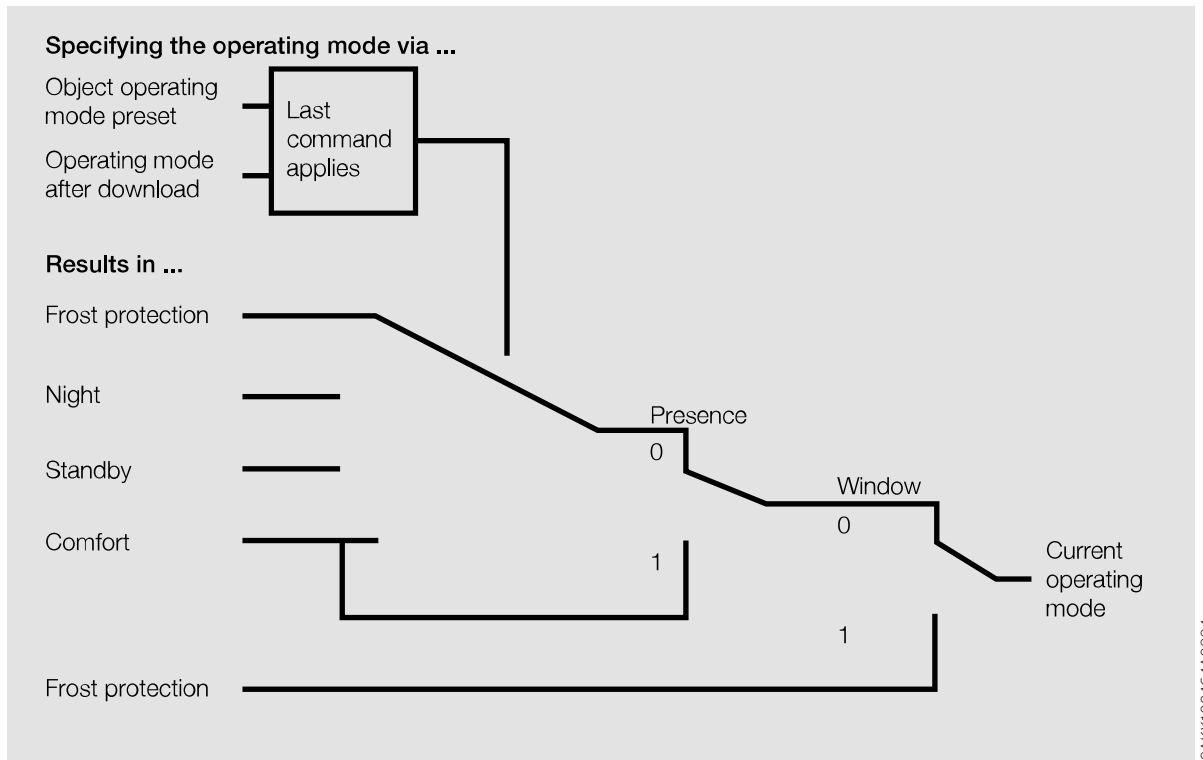 Specifying the operating mode via ...
Object operating
mode preset
Operating mode
after download
Last
command
applies
Results in ...
Frost protection
Night
Standby
Comfort
Frost protection
Presence
0
1
Window
0
1
Current
operating
mode